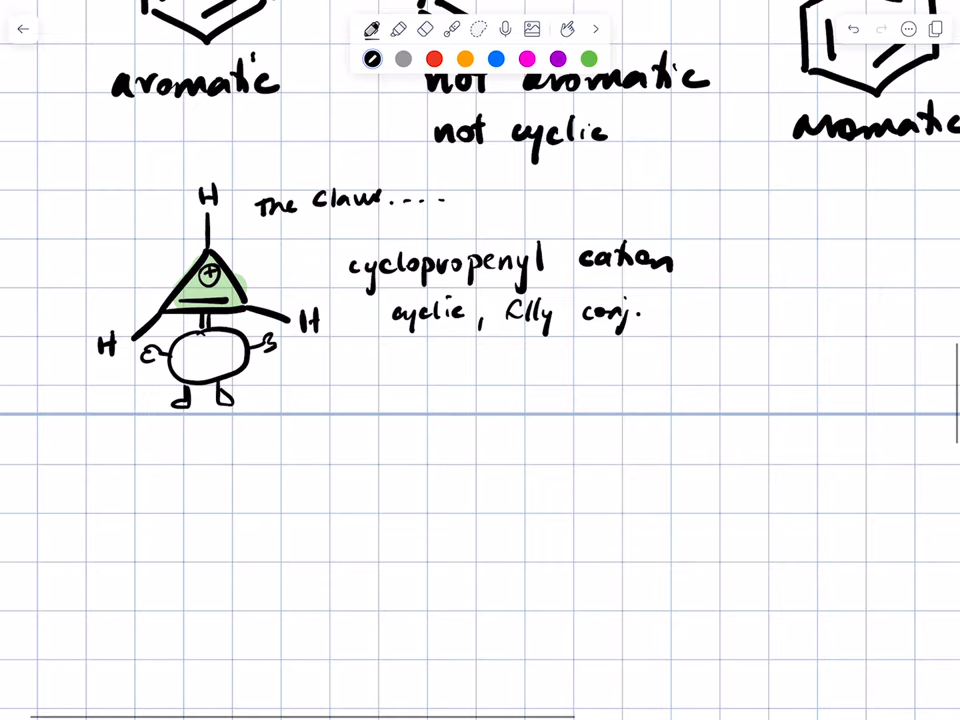 aromatic
not aromatic
not cyclic
aromatic
H
The Claw....
cyclopropenyl cation
cyclic, fully conj.
H
H